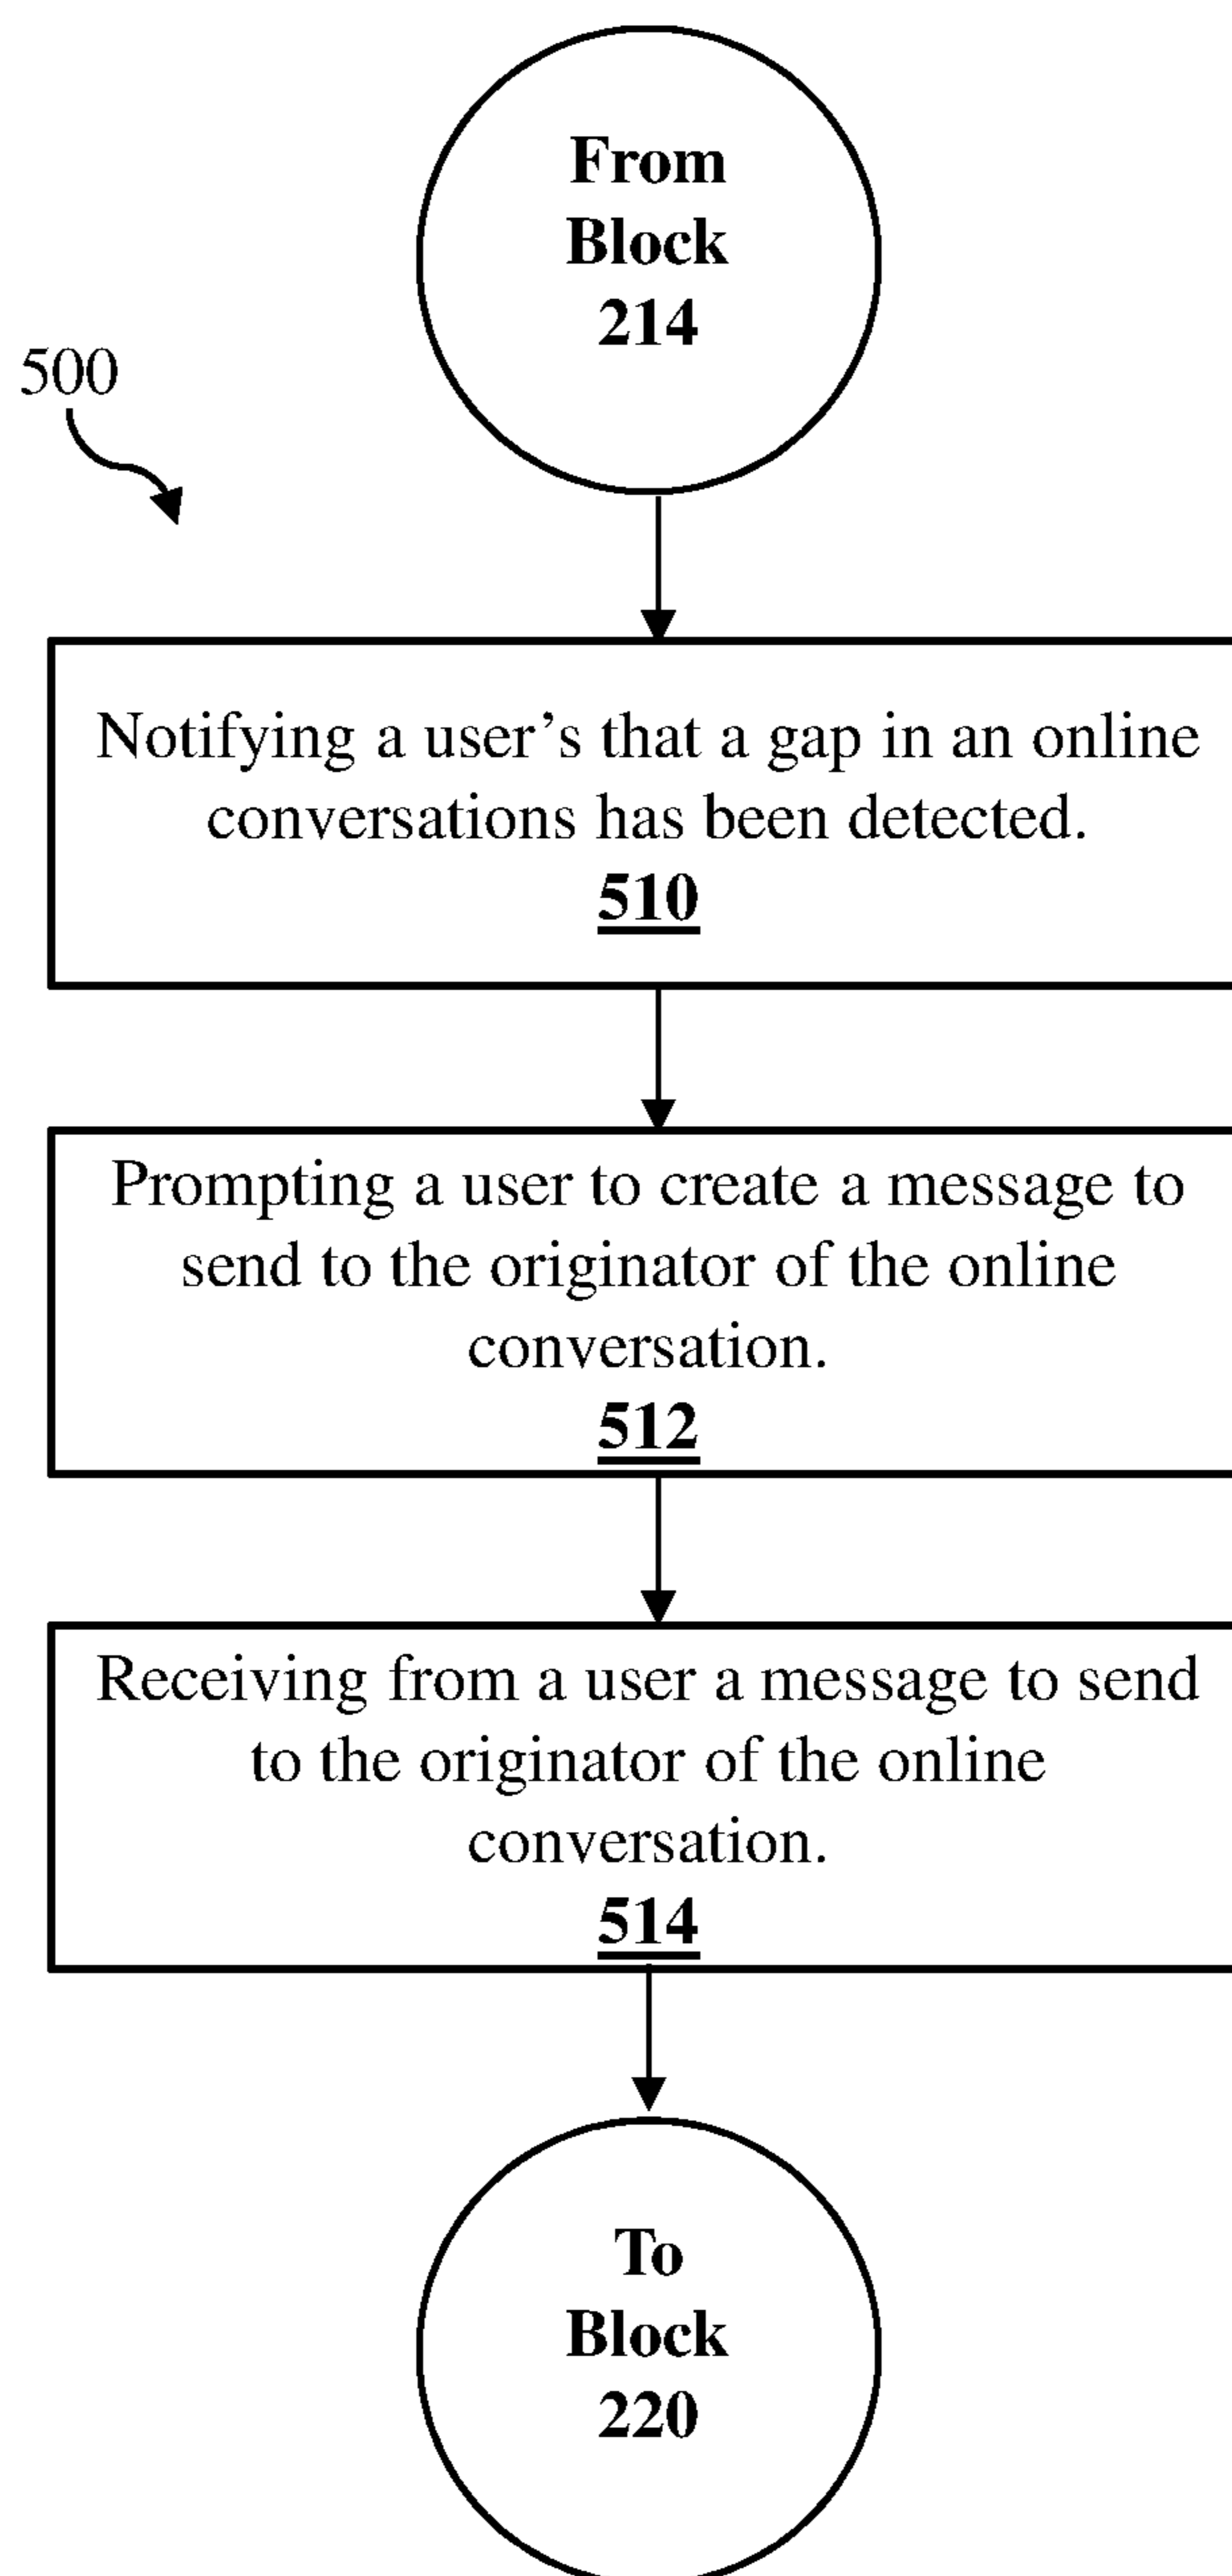 From
Block
214
500
Notifying a user’s that a gap in an online
conversations has been detected.
510
Prompting a user to create a message to
send to the originator of the online
conversation.
512
Receiving from a user a message to send
to the originator of the online
conversation.
514
To
Block
220